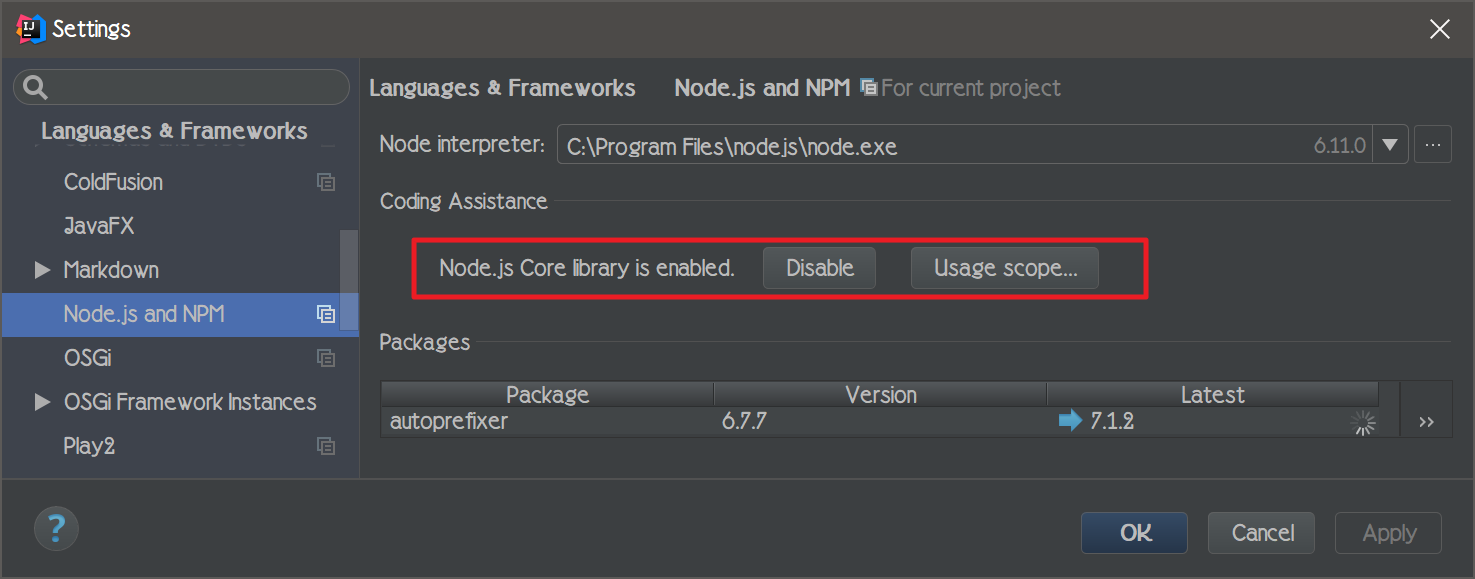 IJ Settings
Languages & Frameworks
ColdFusion
JavaFX
Markdown
Node.js and NPM
OSGi
OSGi Framework Instances
Play2
Languages & Frameworks Node.js and NPM For current project
Node interpreter: C:\Program Files\nodejs\node.exe 6.11.0 ...
Coding Assistance
Node.js Core library is enabled. Disable Usage scope...
Packages
Package Version Latest
autoprefixer 6.7.7 7.1.2 »
? OK Cancel Apply